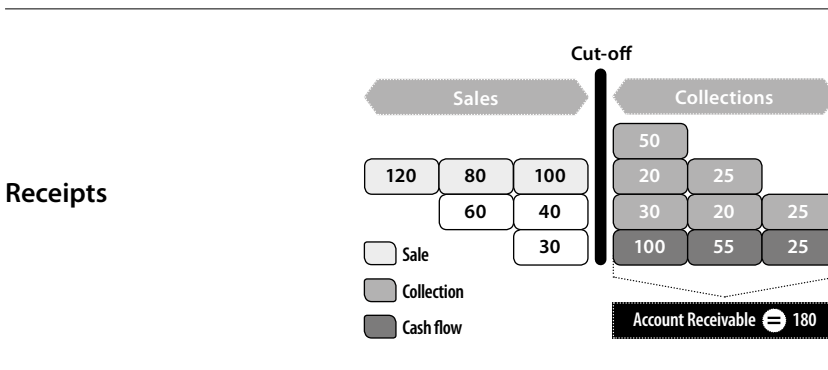 Cut-off
Sales Collections
50
120 80 100 20 25
Receipts
60 40 30 20 25
30 100 55 25
Sale
Collection
Cash flow
Account Receivable = 180